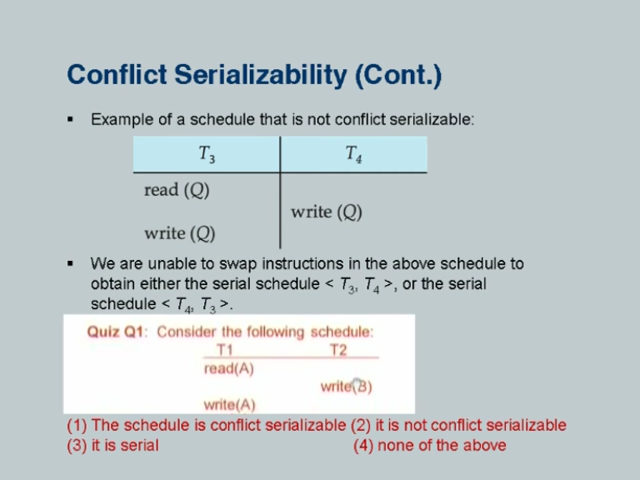 Conflict Serializability (Cont.)
▪ Example of a schedule that is not conflict serializable:
T3 T4
read (Q)
write (Q)
write (Q)
▪ We are unable to swap instructions in the above schedule to
obtain either the serial schedule < T3, T4 >, or the serial
schedule < T4, T3 >.
Quiz Q1: Consider the following schedule:
T1 T2
read(A)
write(B)
write(A)
(1) The schedule is conflict serializable (2) it is not conflict serializable
(3) it is serial (4) none of the above